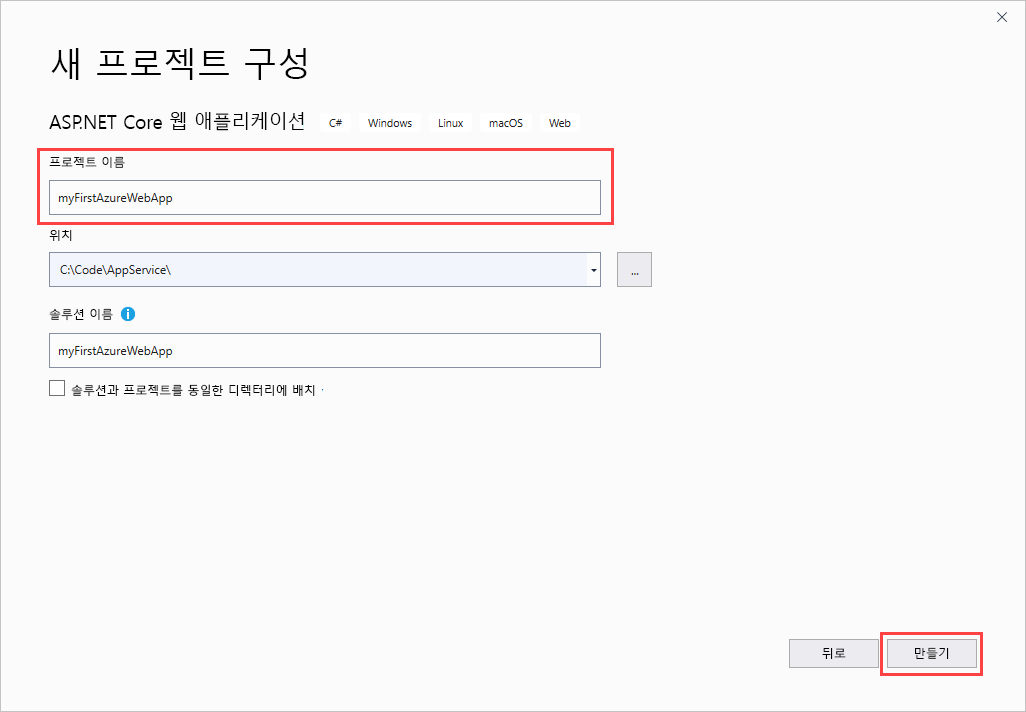 새 프로젝트 구성
ASP.NET Core 웹 애플리케이션 C# Windows Linux macOS Web
프로젝트 이름
myFirstAzureWebApp
위치
C:\Code\AppService\
...
솔루션 이름
myFirstAzureWebApp
솔루션과 프로젝트를 동일한 디렉터리에 배치
뒤로 만들기